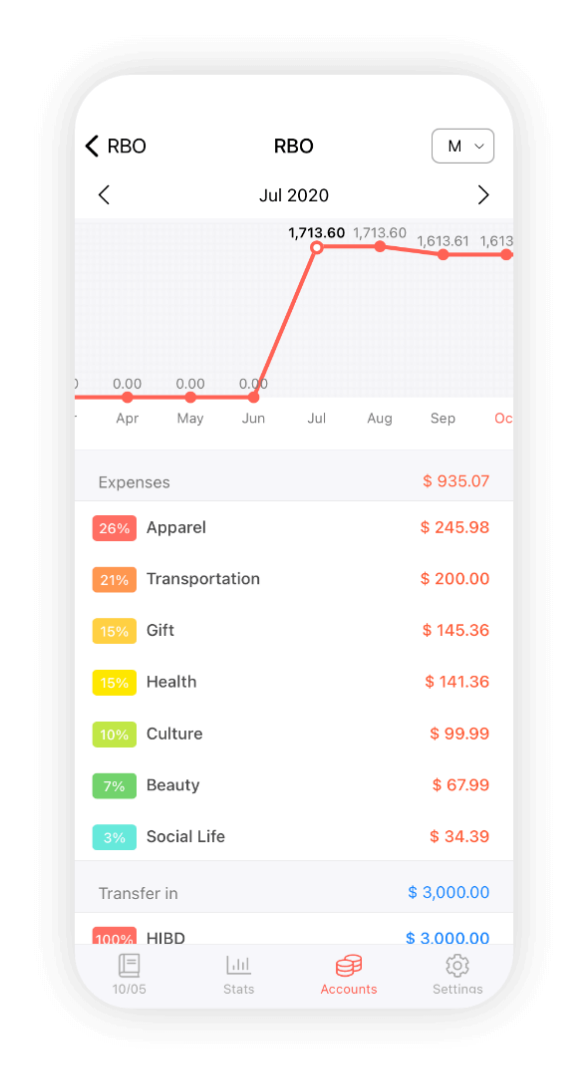 RBO RBO M
Jul 2020
1,713.60 1,713.60 1,613.61 1,613
0.00 0.00 0.00
Apr May Jun Jul Aug Sep Oc
Expenses $ 935.07
26% Apparel $ 245.98
21% Transportation $ 200.00
15% Gift $ 145.36
15% Health $ 141.36
10% Culture $ 99.99
7% Beauty $ 67.99
3% Social Life $ 34.39
Transfer in $ 3,000.00
100% HIBD $ 3,000.00
10/05 Stats Accounts Settings